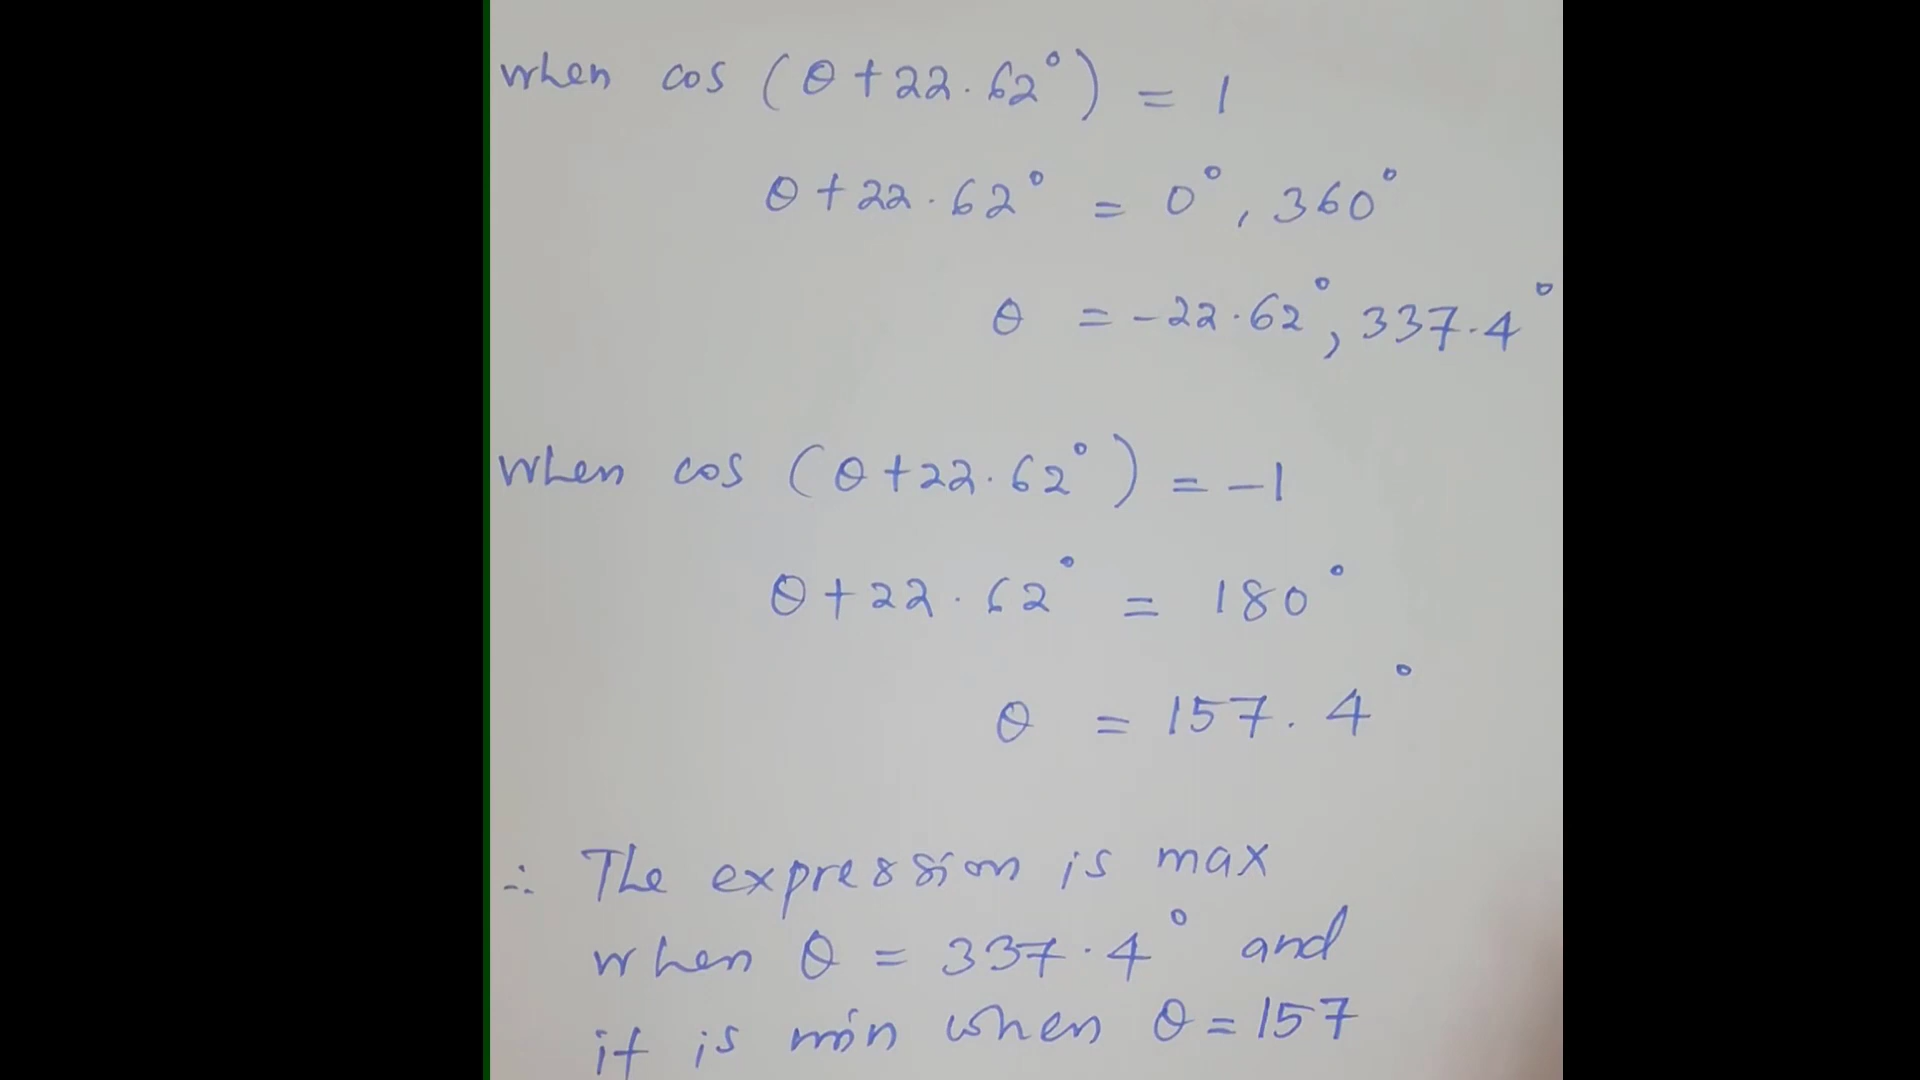 when cos (θ + 22.62°) = 1
θ + 22.62° = 0°, 360°
θ = -22.62°, 337.4°
when cos (θ + 22.62°) = -1
θ + 22.62° = 180°
θ = 157.4°
∴ The expression is max
when θ = 337.4° and
it is min when θ = 157